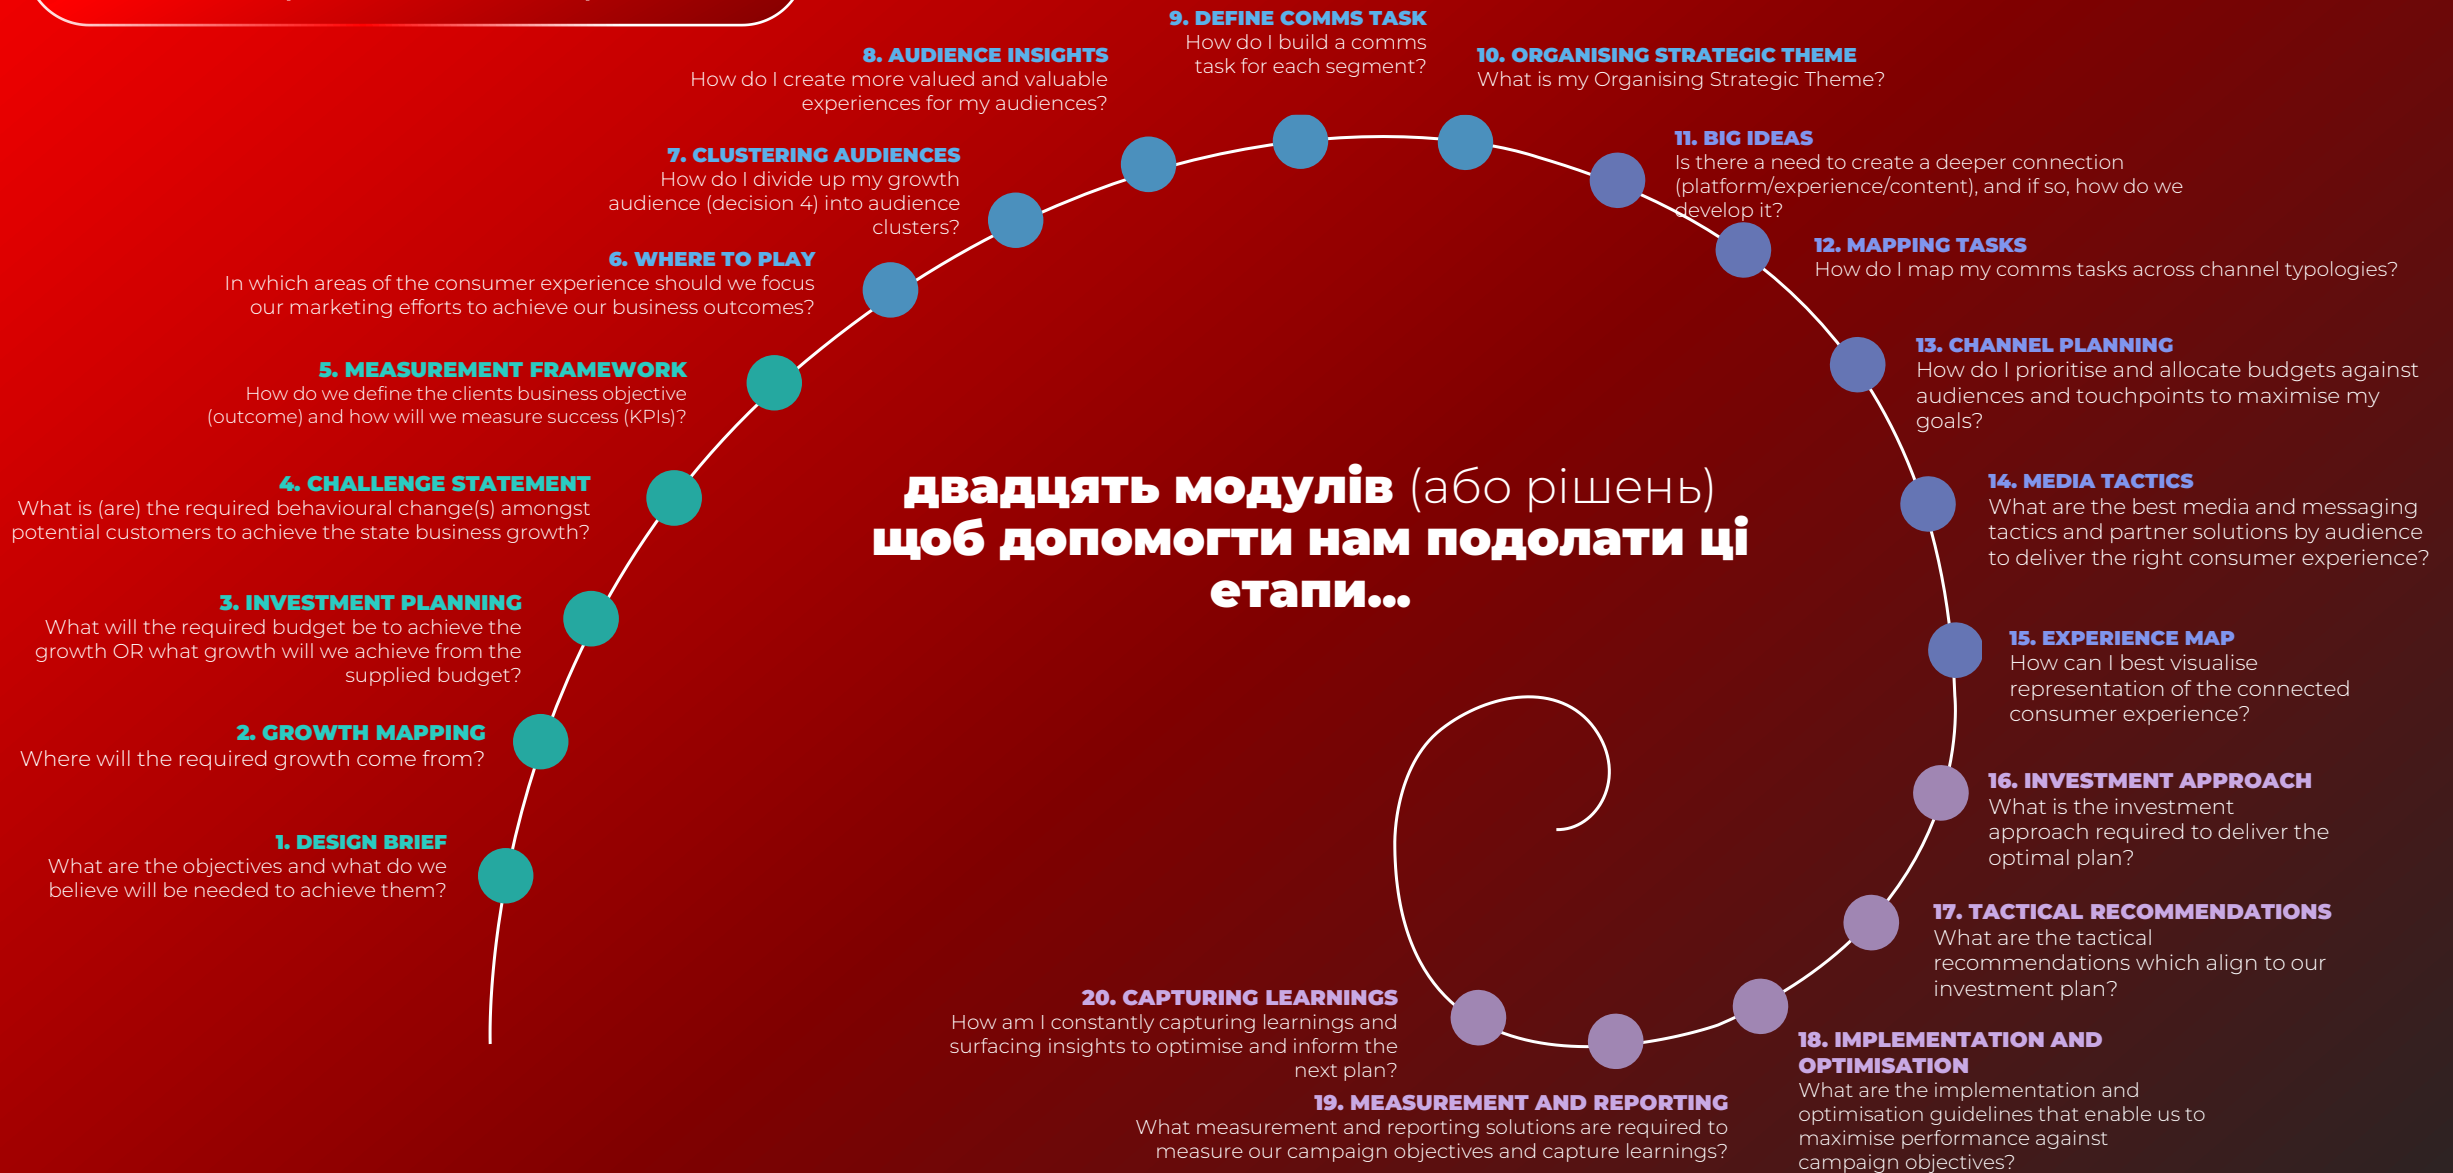 1. DESIGN BRIEF
What are the objectives and what do we
believe will be needed to achieve them?
2. GROWTH MAPPING
Where will the required growth come from?
3. INVESTMENT PLANNING
What will the required budget be to achieve the
growth OR what growth will we achieve from the
supplied budget?
4. CHALLENGE STATEMENT
What is (are) the required behavioural change(s) amongst
potential customers to achieve the state business growth?
5. MEASUREMENT FRAMEWORK
How do we define the clients business objective
(outcome) and how will we measure success (KPIs)?
6. WHERE TO PLAY
In which areas of the consumer experience should we focus
our marketing efforts to achieve our business outcomes?
7. CLUSTERING AUDIENCES
How do I divide up my growth
audience (decision 4) into audience
clusters?
8. AUDIENCE INSIGHTS
How do I create more valued and valuable
experiences for my audiences?
9. DEFINE COMMS TASK
How do I build a comms
task for each segment?
10. ORGANISING STRATEGIC THEME
What is my Organising Strategic Theme?
11. BIG IDEAS
Is there a need to create a deeper connection
(platform/experience/content), and if so, how do we
develop it?
12. MAPPING TASKS
How do I map my comms tasks across channel typologies?
13. CHANNEL PLANNING
How do I prioritise and allocate budgets against
audiences and touchpoints to maximise my
goals?
14. MEDIA TACTICS
What are the best media and messaging
tactics and partner solutions by audience
to deliver the right consumer experience?
15. EXPERIENCE MAP
How can I best visualise
representation of the connected
consumer experience?
16. INVESTMENT APPROACH
What is the investment
approach required to deliver the
optimal plan?
17. TACTICAL RECOMMENDATIONS
What are the tactical
recommendations which align to our
investment plan?
18. IMPLEMENTATION AND
OPTIMISATION
What are the implementation and
optimisation guidelines that enable us to
maximise performance against
campaign objectives?
19. MEASUREMENT AND REPORTING
What measurement and reporting solutions are required to
measure our campaign objectives and capture learnings?
20. CAPTURING LEARNINGS
How am I constantly capturing learnings and
surfacing insights to optimise and inform the
next plan?
двадцять модулів (або рішень)
щоб допомогти нам подолати ці
етапи...